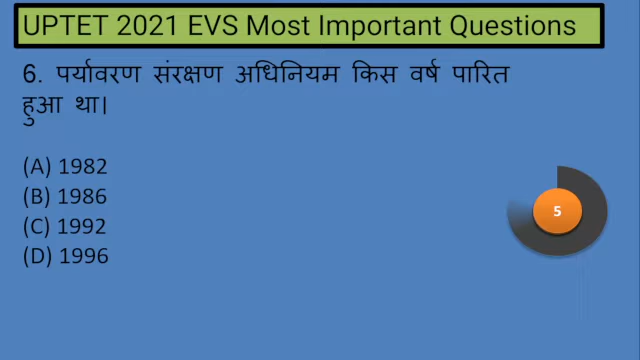 UPTET 2021 EVS Most Important Questions
6. पर्यावरण संरक्षण अधिनियम किस वर्ष पारित
हुआ था।
(A) 1982
(B) 1986
(C) 1992
(D) 1996
5